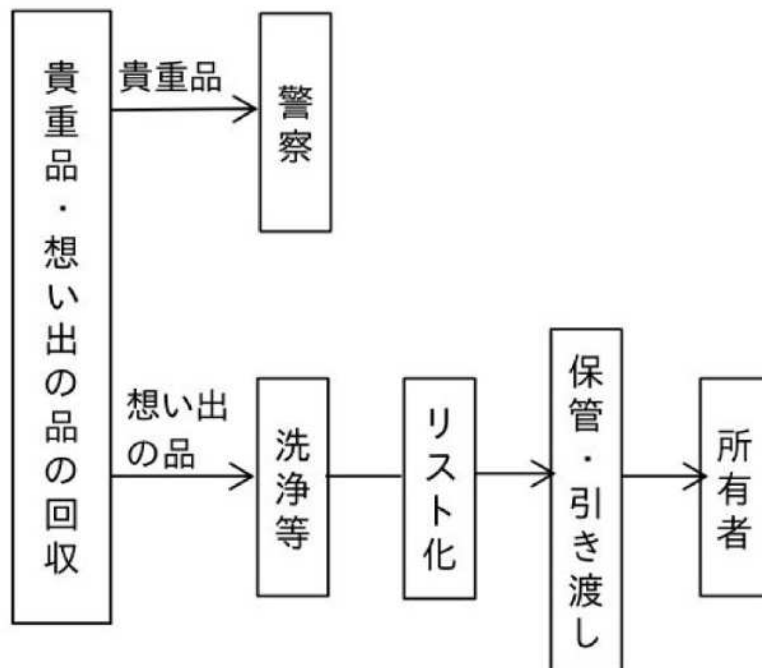 貴重品・想い出の品の回収
貴重品
警察
想い出
の品
洗浄等
リスト化
保管・引き渡し
所有者